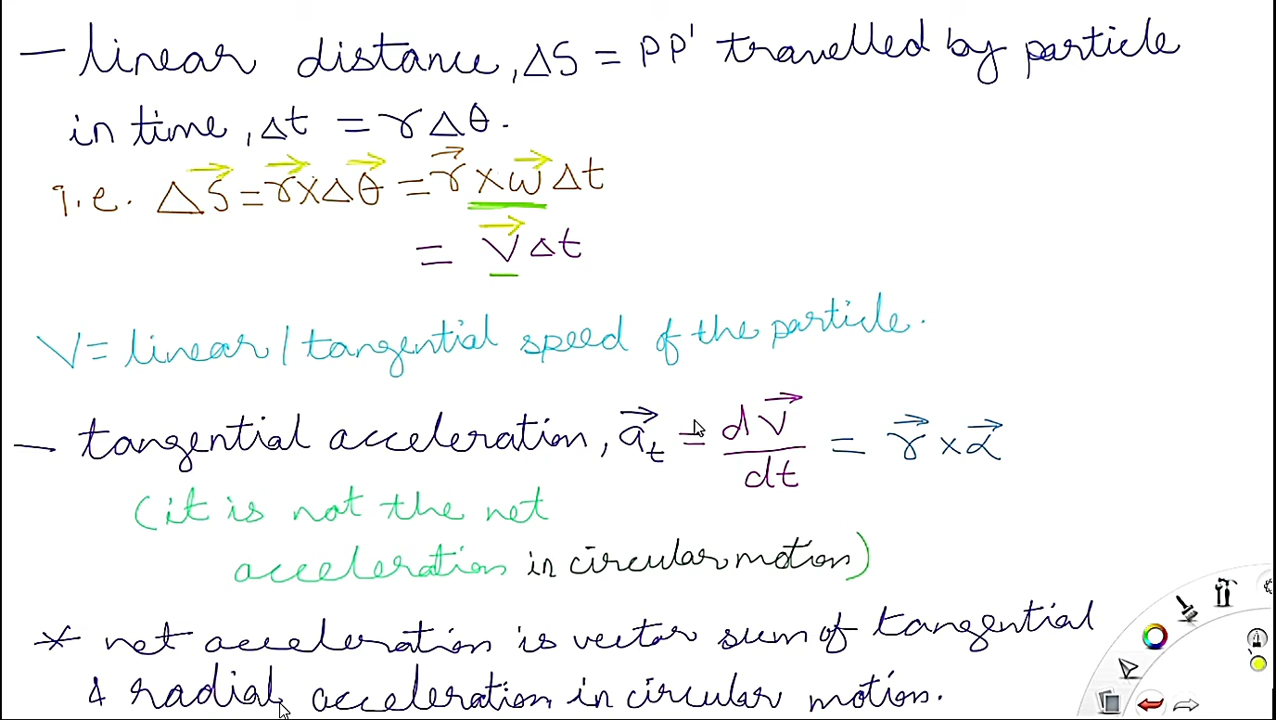 – linear distance, ΔS = PP' travelled by particle
in time, Δt = rΔθ.
i.e. ΔS⃗ = r⃗ × Δθ⃗ = r⃗ × ω⃗ Δt
= V⃗ Δt
V = linear / tangential speed of the particle.
– tangential acceleration, a⃗ₜ = dV⃗/dt = r⃗ × α⃗
(it is not the net
acceleration in circular motion)
* net acceleration is vector sum of tangential
& radial acceleration in circular motion.